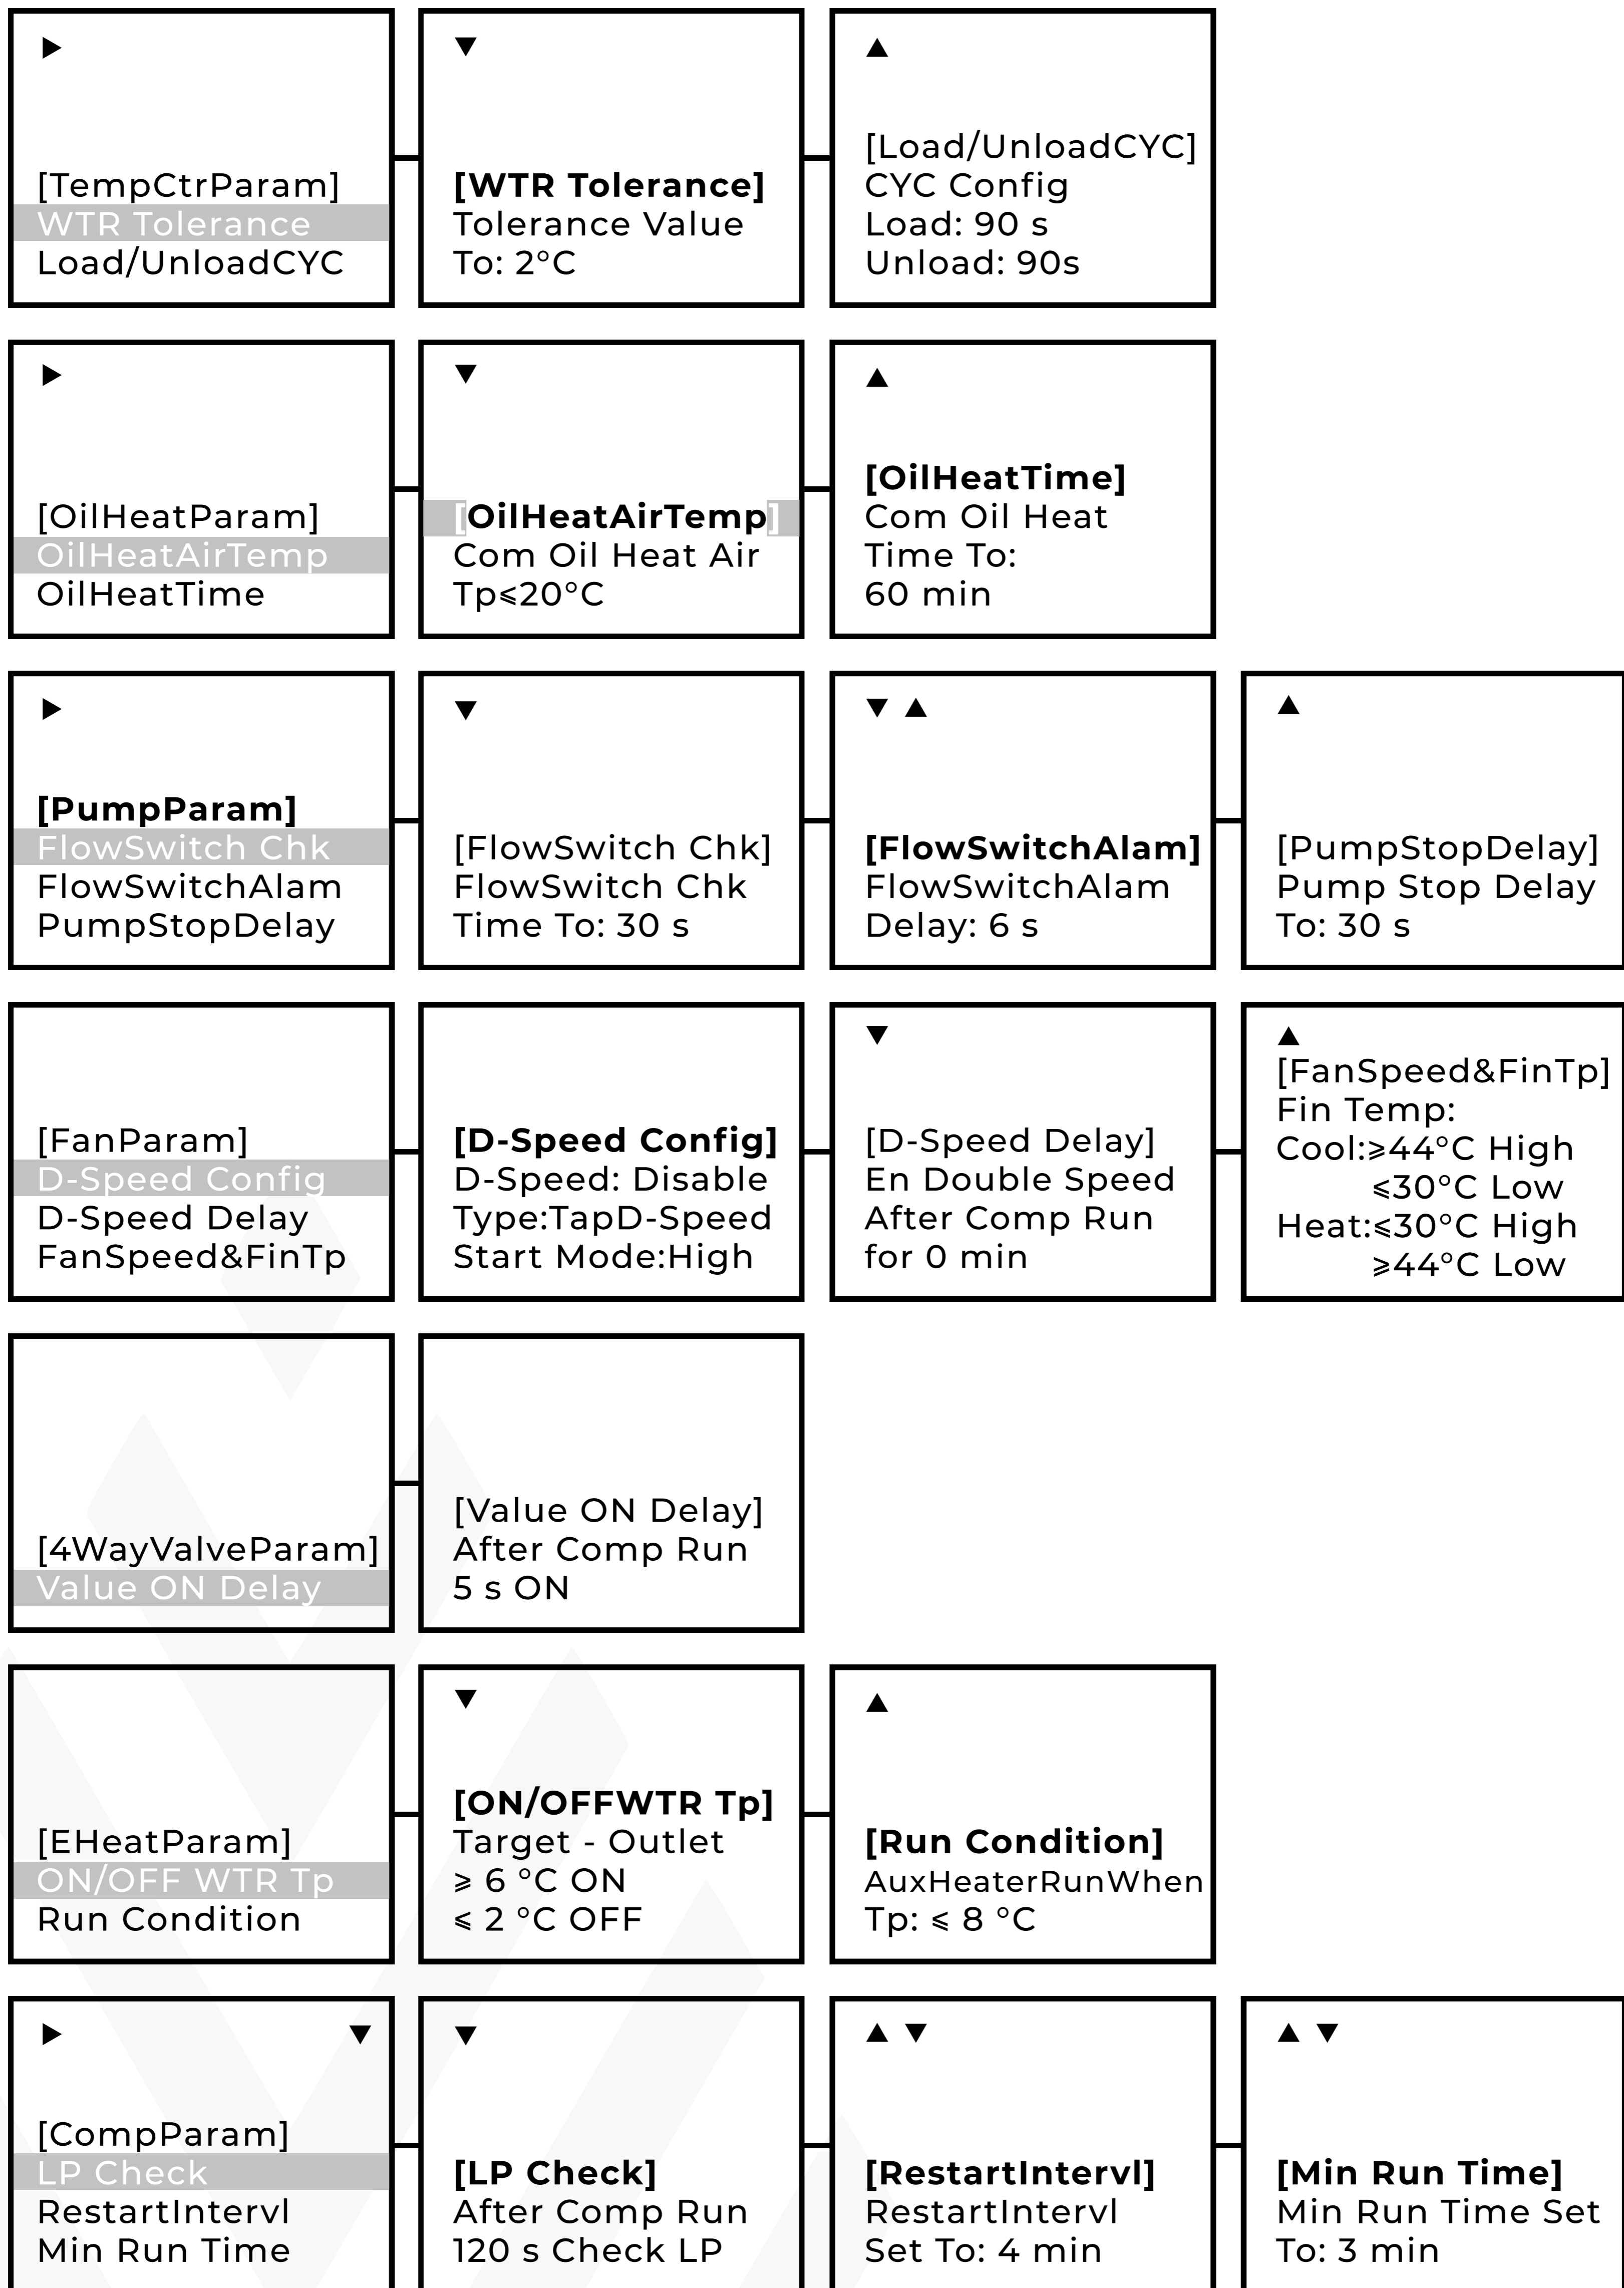 ▶
[TempCtrParam]
WTR Tolerance
Load/UnloadCYC
▼
[WTR Tolerance]
Tolerance Value
To: 2°C
▲
[Load/UnloadCYC]
CYC Config
Load: 90 s
Unload: 90s
▶
[OilHeatParam]
OilHeatAirTemp
OilHeatTime
▼
[OilHeatAirTemp]
Com Oil Heat Air
Tp⩽20°C
▲
[OilHeatTime]
Com Oil Heat
Time To:
60 min
▶
[PumpParam]
FlowSwitch Chk
FlowSwitchAlam
PumpStopDelay
▼
[FlowSwitch Chk]
FlowSwitch Chk
Time To: 30 s
▼ ▲
[FlowSwitchAlam]
FlowSwitchAlam
Delay: 6 s
▲
[PumpStopDelay]
Pump Stop Delay
To: 30 s
[FanParam]
D-Speed Config
D-Speed Delay
FanSpeed&FinTp
[D-Speed Config]
D-Speed: Disable
Type:TapD-Speed
Start Mode:High
▼
[D-Speed Delay]
En Double Speed
After Comp Run
for 0 min
▲
[FanSpeed&FinTp]
Fin Temp:
Cool:⩾44°C High
⩽30°C Low
Heat:⩽30°C High
⩾44°C Low
[4WayValveParam]
Value ON Delay
[Value ON Delay]
After Comp Run
5 s ON
[EHeatParam]
ON/OFF WTR Tp
Run Condition
▼
[ON/OFFWTR Tp]
Target - Outlet
⩾ 6 °C ON
⩽ 2 °C OFF
▲
[Run Condition]
AuxHeaterRunWhen
Tp: ⩽ 8 °C
▶ ▼
[CompParam]
LP Check
RestartIntervl
Min Run Time
▼
[LP Check]
After Comp Run
120 s Check LP
▲ ▼
[RestartIntervl]
RestartIntervl
Set To: 4 min
▲ ▼
[Min Run Time]
Min Run Time Set
To: 3 min